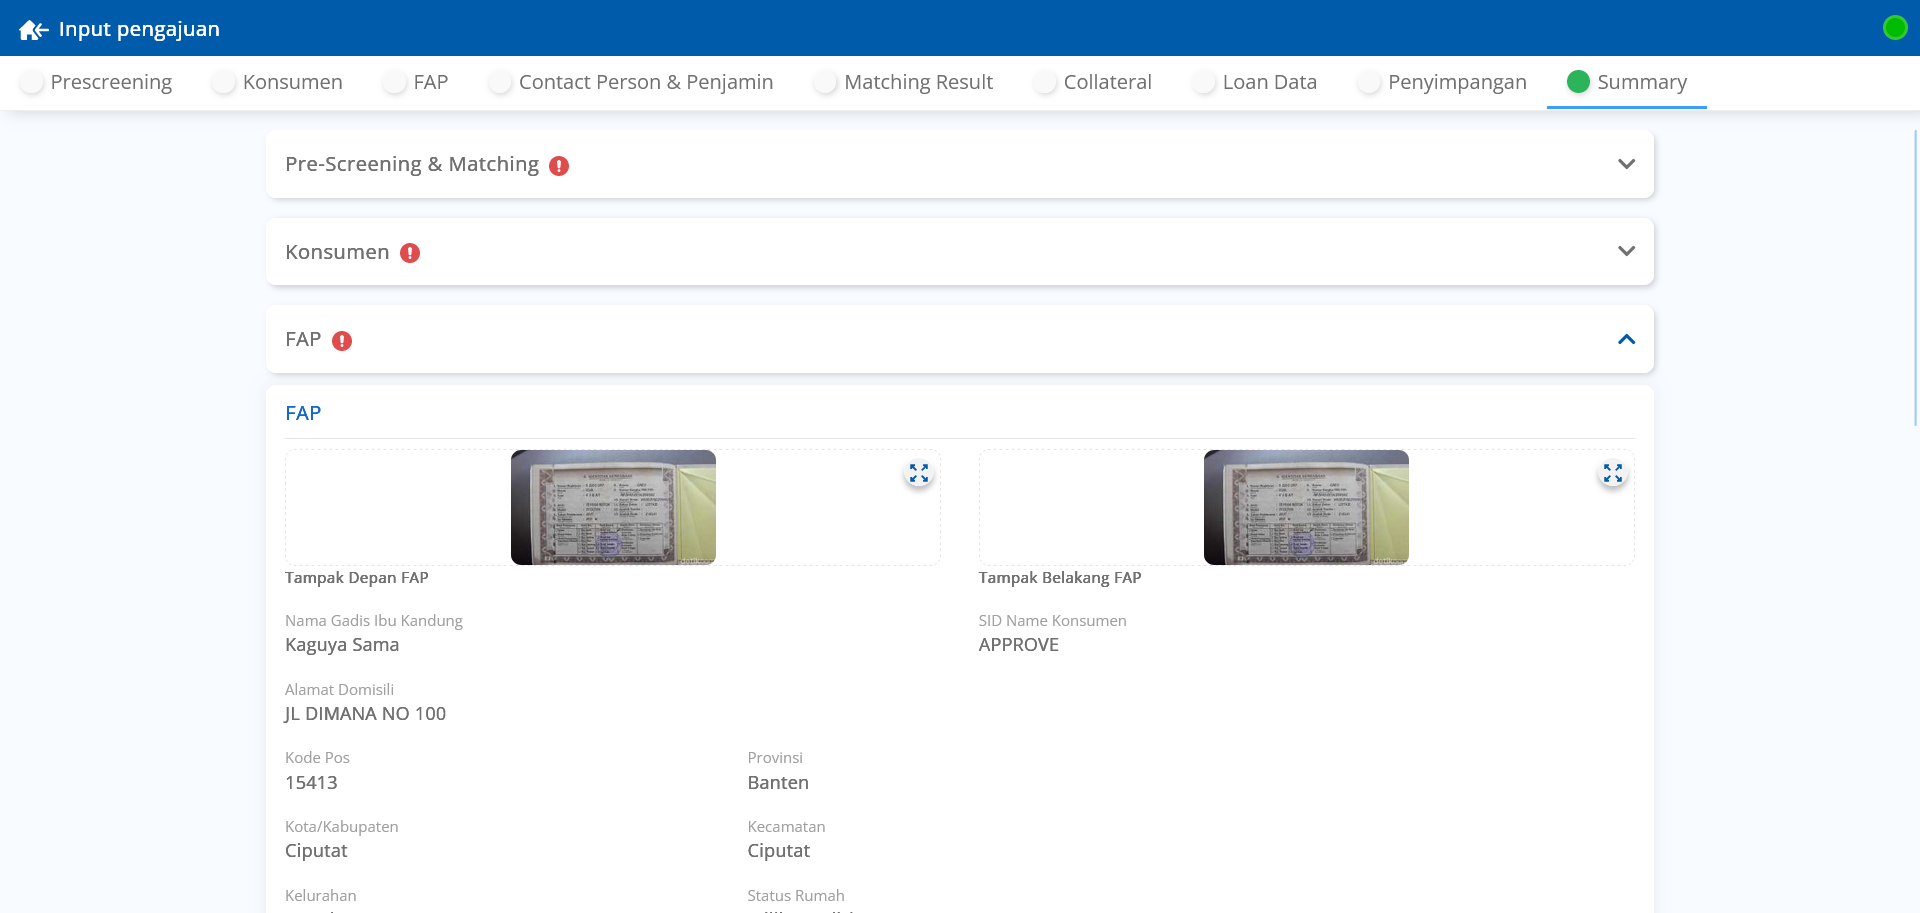 Input pengajuan
Prescreening
Konsumen
FAP
Contact Person & Penjamin
Matching Result
Collateral
Loan Data
Penyimpangan
Summary
Pre-Screening & Matching
Konsumen
FAP
FAP
Tampak Depan FAP
Tampak Belakang FAP
Nama Gadis Ibu Kandung
Kaguya Sama
SID Name Konsumen
APPROVE
Alamat Domisili
JL DIMANA NO 100
Kode Pos
15413
Provinsi
Banten
Kota/Kabupaten
Ciputat
Kecamatan
Ciputat
Kelurahan
Status Rumah